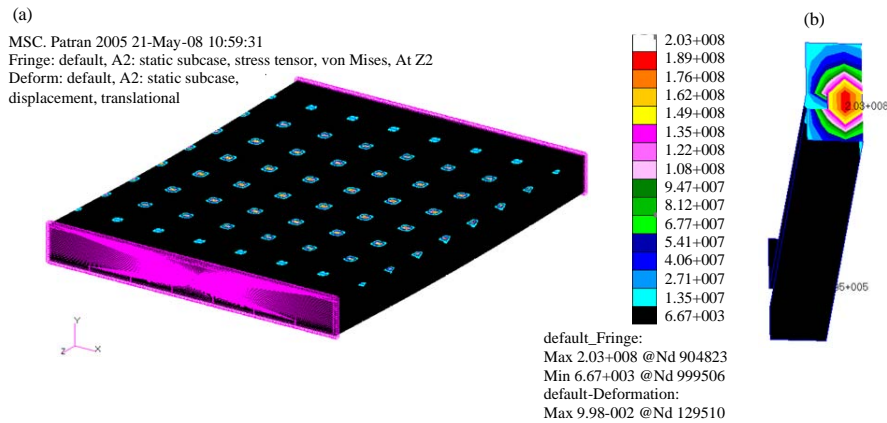 (a)
MSC. Patran 2005 21-May-08 10:59:31
Fringe: default, A2: static subcase, stress tensor, von Mises, At Z2
Deform: default, A2: static subcase,
displacement, translational
Y
Z X
2.03+008
1.89+008
1.76+008
1.62+008
1.49+008
1.35+008
1.22+008
1.08+008
9.47+007
8.12+007
6.77+007
5.41+007
4.06+007
2.71+007
1.35+007
6.67+003
default_Fringe:
Max 2.03+008 @Nd 904823
Min 6.67+003 @Nd 999506
default-Deformation:
Max 9.98-002 @Nd 129510
(b)
2.03+008
5+005